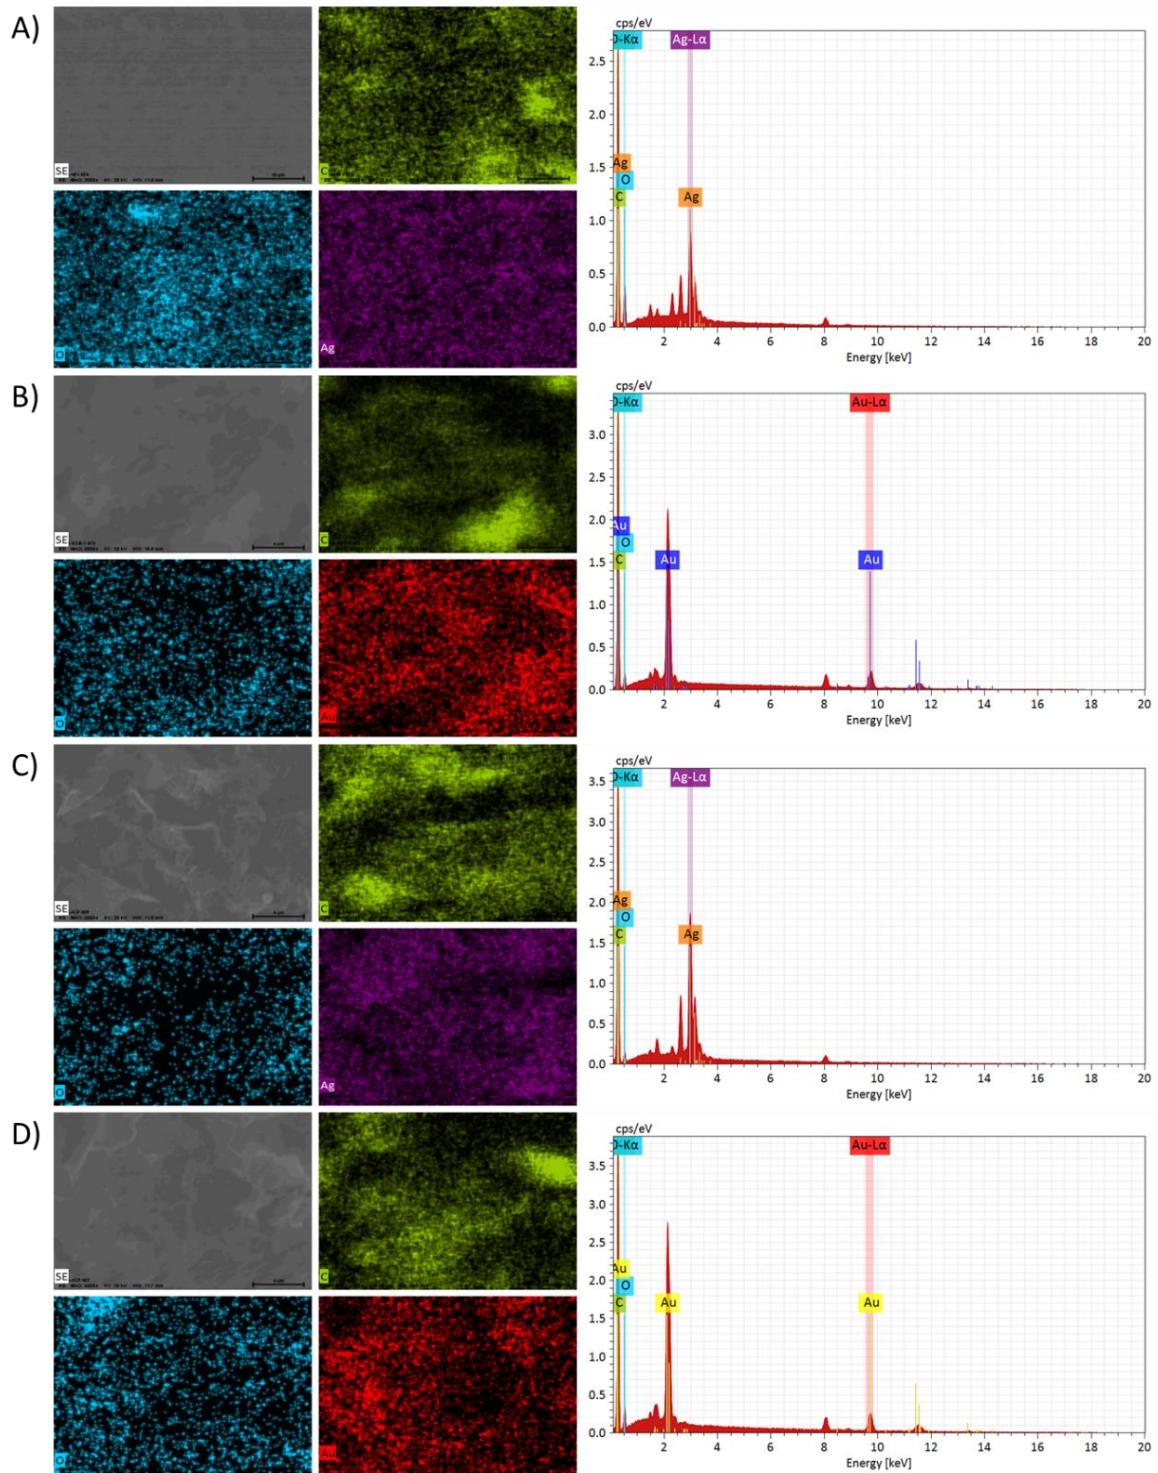 A)
SE
C
O
Ag
cps/eV
O-Kα Ag-Lα
2.5
2.0
1.5
1.0
0.5
0.0
Ag
O
C Ag
2 4 6 8 10 12 14 16 18 20
Energy [keV]
B)
SE
C
O
Au
cps/eV
O-Kα Au-Lα
3.0
2.5
2.0
1.5
1.0
0.5
0.0
Au
O
C Au Au
2 4 6 8 10 12 14 16 18 20
Energy [keV]
C)
SE
C
O
Ag
cps/eV
O-Kα Ag-Lα
3.5
3.0
2.5
2.0
1.5
1.0
0.5
0.0
Ag
O
C Ag
2 4 6 8 10 12 14 16 18 20
Energy [keV]
D)
SE
C
O
Au
cps/eV
O-Kα Au-Lα
3.5
3.0
2.5
2.0
1.5
1.0
0.5
0.0
Au
O
C Au Au
2 4 6 8 10 12 14 16 18 20
Energy [keV]